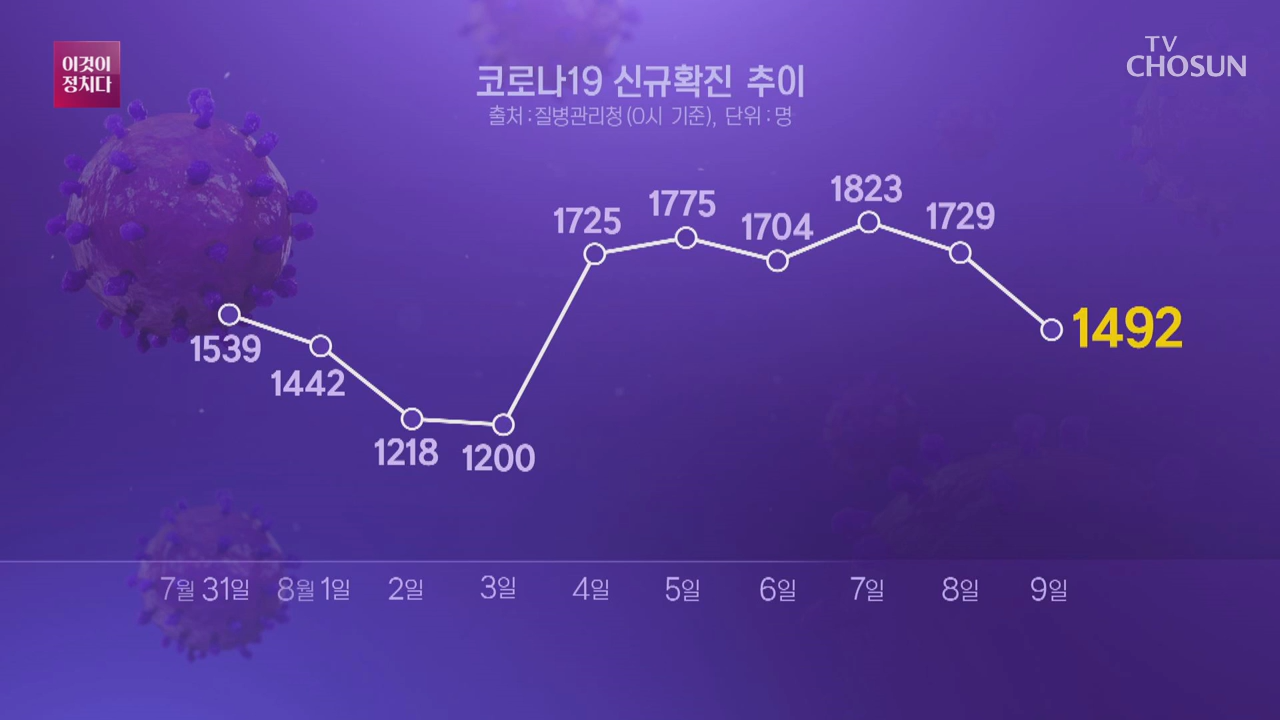 이것이
정치다
TV
CHOSUN
코로나19 신규확진 추이
출처:질병관리청(0시 기준), 단위:명
1539
1442
1218
1200
1725
1775
1704
1823
1729
1492
7월 31일 8월 1일 2일 3일 4일 5일 6일 7일 8일 9일